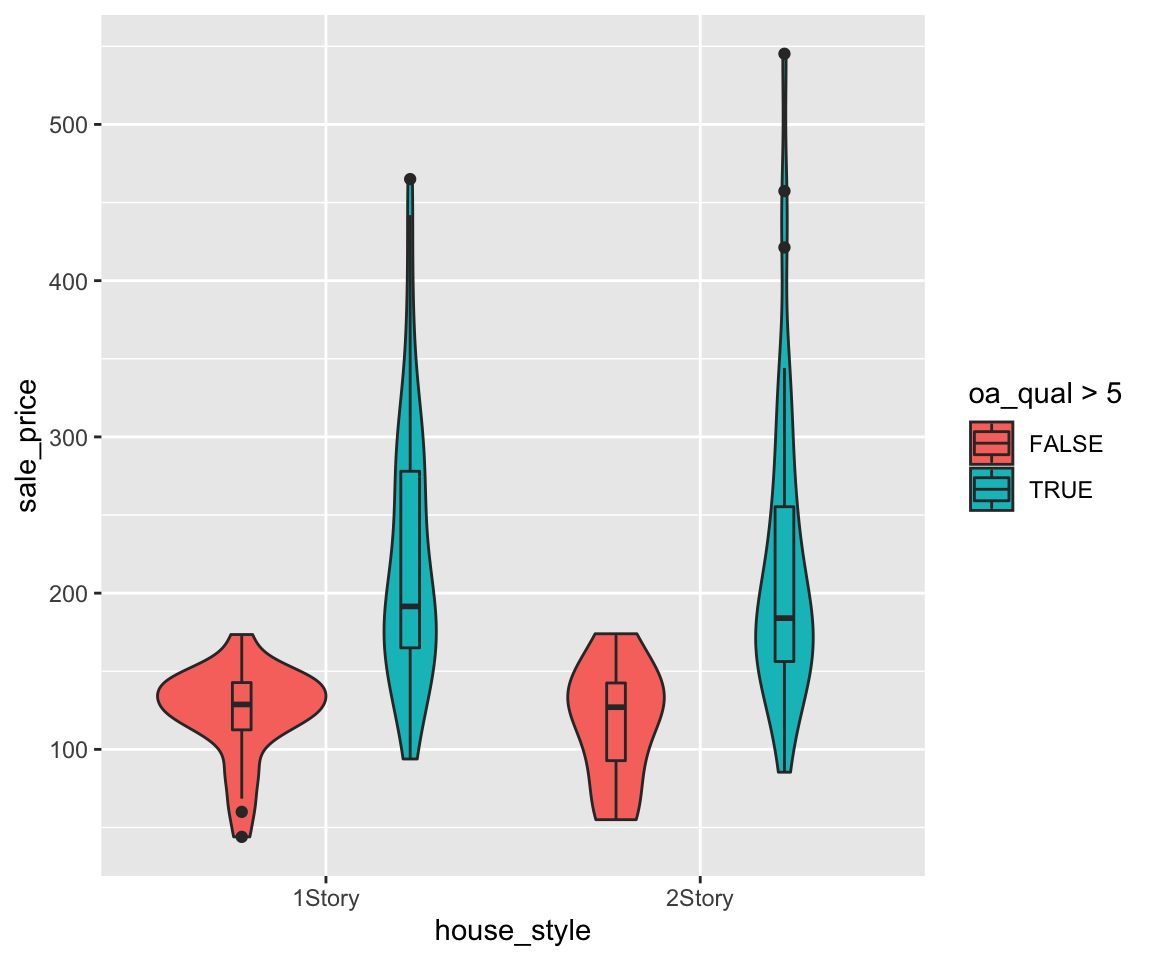 500
400
300
200
100
sale_price
1Story
2Story
house_style
oa_qual > 5
FALSE
TRUE